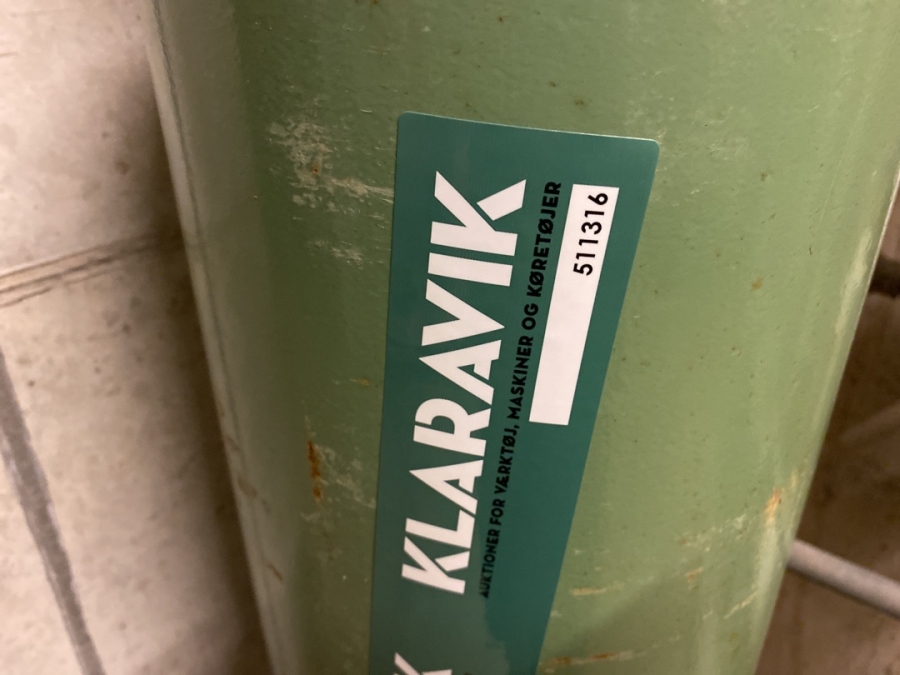 KLARAVIK
AUKTIONER FOR VÆRKTØJ, MASKINER OG KØRETØJER
511316